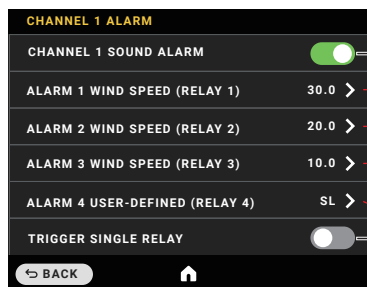 CHANNEL 1 ALARM
CHANNEL 1 SOUND ALARM
ALARM 1 WIND SPEED (RELAY 1) 30.0
ALARM 2 WIND SPEED (RELAY 2) 20.0
ALARM 3 WIND SPEED (RELAY 3) 10.0
ALARM 4 USER-DEFINED (RELAY 4) SL
TRIGGER SINGLE RELAY
BACK